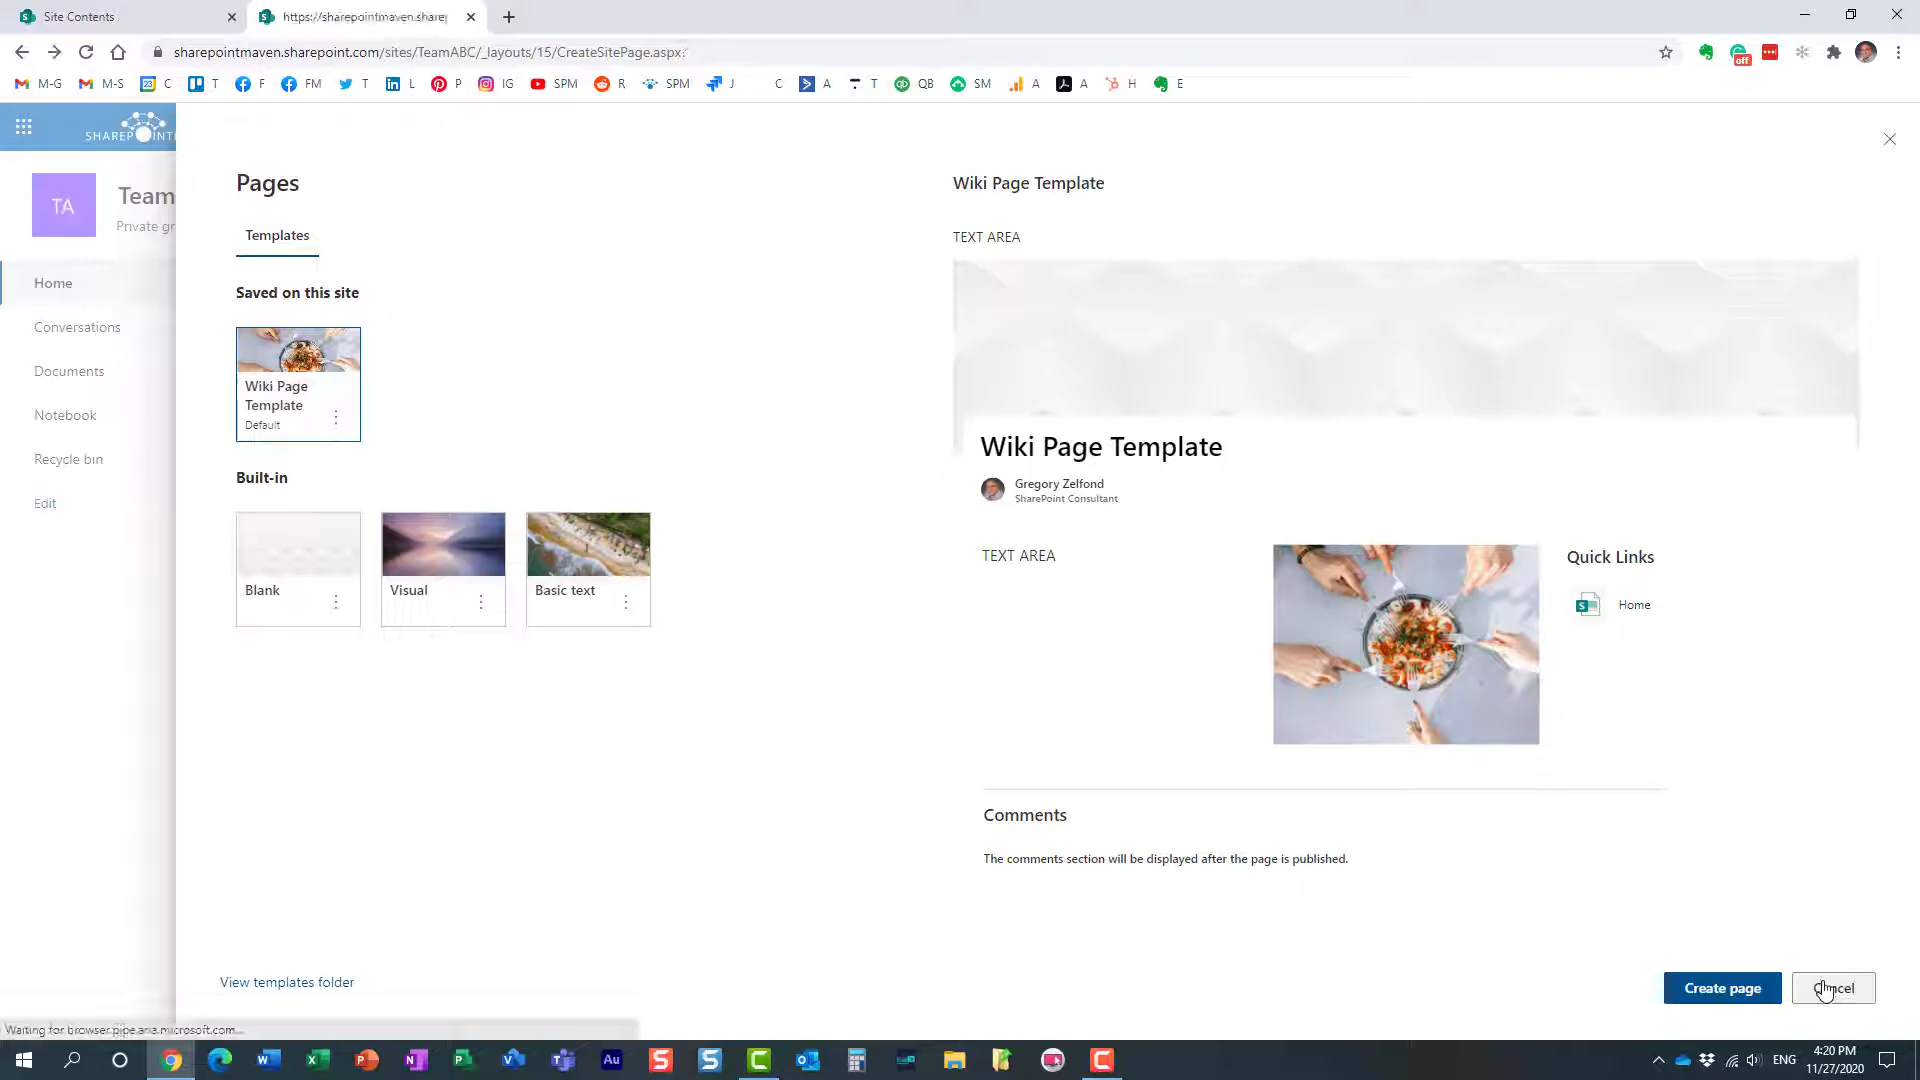 Site Contents
https://sharepointmaven.sharep
sharepointmaven.sharepoint.com/sites/TeamABC/_layouts/15/CreateSitePage.aspx
off
M-G
M-S
23
C
T
F
FM
T
L
P
IG
SPM
R
SPM
J
C
A
T
QB
SM
A
A
H
E
TA
Team
Private gr
Home
Conversations
Documents
Notebook
Recycle bin
Edit
Pages
Templates
Saved on this site
Wiki Page
Template
Default
Built-in
Blank
Visual
Basic text
View templates folder
Wiki Page Template
TEXT AREA
Wiki Page Template
Gregory Zelfond
SharePoint Consultant
TEXT AREA
Quick Links
Home
Comments
The comments section will be displayed after the page is published.
Create page
Waiting for browser.pipe.aria.microsoft.com...
ENG
4:20 PM
11/27/2020